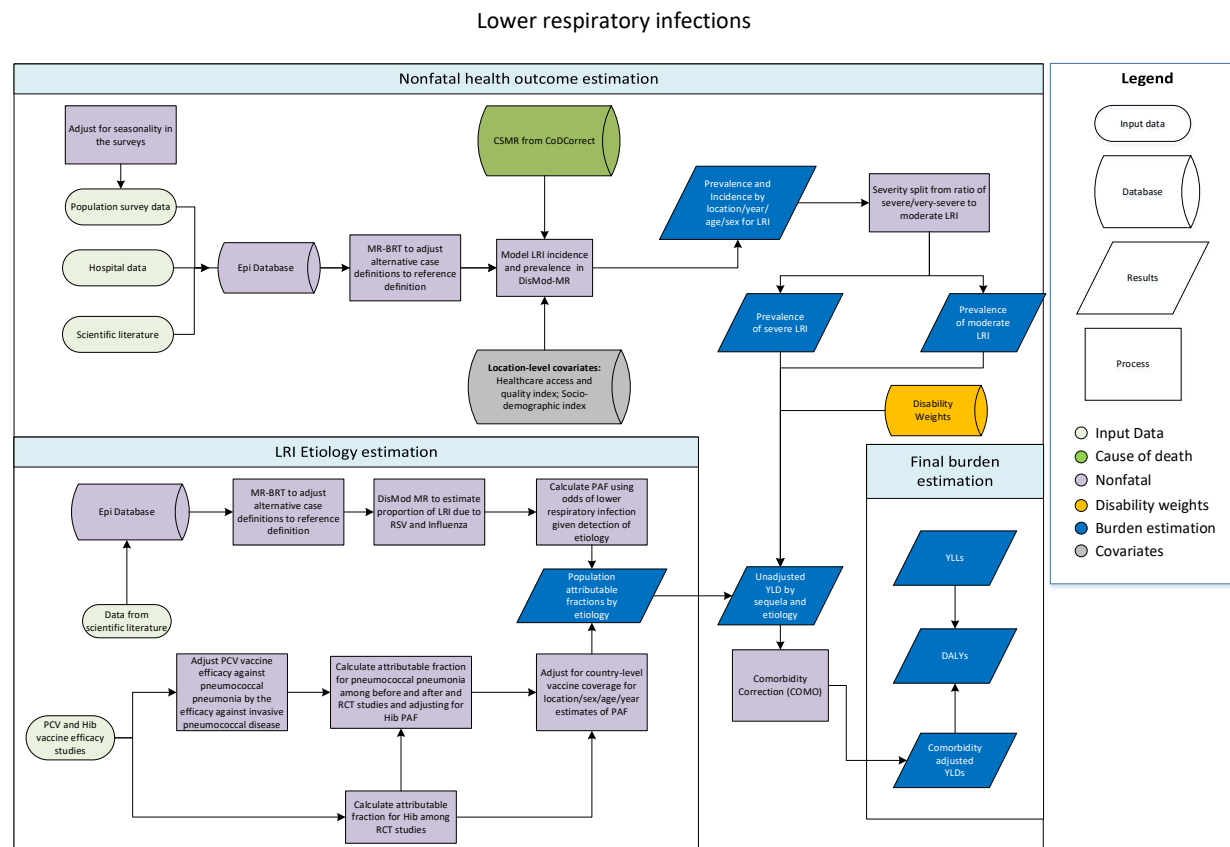 Lower respiratory infections
Nonfatal health outcome estimation
Adjust for seasonality in
the surveys
Population survey data
Hospital data
Scientific literature
Epi Database
MR-BRT to adjust
alternative case
definitions to reference
definition
CSMR from CoDCorrect
Model LRI incidence
and prevalence in
DisMod-MR
Location-level covariates:
Healthcare access and
quality index; Socio-
demographic index
Prevalence and
Incidence by
location/year/
age/sex for LRI
Severity split from ratio of
severe/very-severe to
moderate LRI
Prevalence
of severe LRI
Prevalence
of moderate
LRI
Disability
Weights
LRI Etiology estimation
Epi Database
MR-BRT to adjust
alternative case
definitions to reference
definition
DisMod MR to estimate
proportion of LRI due to
RSV and Influenza
Calculate PAF using
odds of lower
respiratory infection
given detection of
etiology
Data from
scientific literature
Population
attributable
fractions by
etiology
PCV and Hib
vaccine efficacy
studies
Adjust PCV vaccine
efficacy against
pneumococcal
pneumonia by the
efficacy against invasive
pneumococcal disease
Calculate attributable fraction
for pneumococcal pneumonia
among before and after and
RCT studies and adjusting for
Hib PAF
Adjust for country-level
vaccine coverage for
location/sex/age/year
estimates of PAF
Calculate attributable
fraction for Hib among
RCT studies
Unadjusted
YLD by
sequela and
etiology
Comorbidity
Correction (COMO)
Final burden
estimation
YLLs
DALYs
Comorbidity
adjusted
YLDs
Legend
Input data
Database
Results
Process
Input Data
Cause of death
Nonfatal
Disability weights
Burden estimation
Covariates